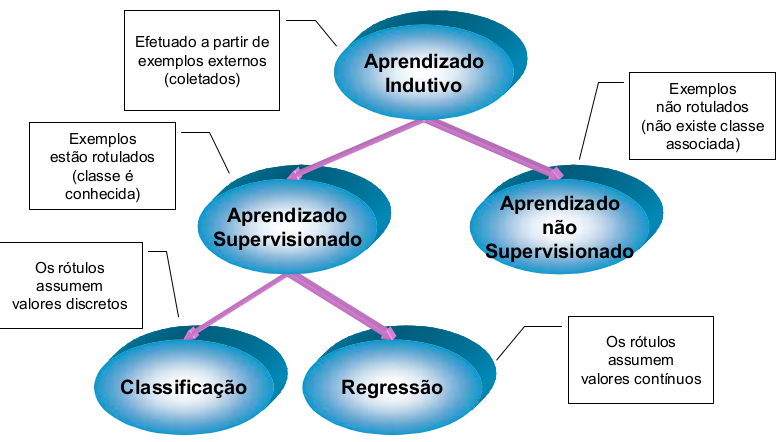 Efetuado a partir de
exemplos externos
(coletados)
Aprendizado
Indutivo
Exemplos
não rotulados
(não existe classe
associada)
Exemplos
estão rotulados
(classe é
conhecida)
Aprendizado
Supervisionado
Aprendizado
não
Supervisionado
Os rótulos
assumem
valores discretos
Classificação
Regressão
Os rótulos
assumem
valores contínuos